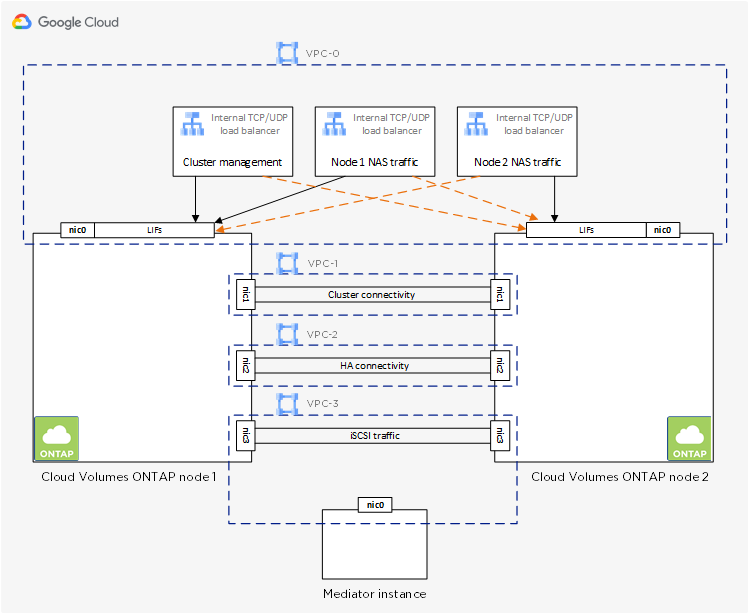 Google Cloud
VPC-0
Internal TCP/UDP
load balancer
Cluster management
Internal TCP/UDP
load balancer
Node 1 NAS traffic
Internal TCP/UDP
load balancer
Node 2 NAS traffic
nic0
LIFs
LIFs
nic0
VPC-1
nic1
Cluster connectivity
nic1
VPC-2
nic2
HA connectivity
nic2
VPC-3
nic3
iSCSI traffic
nic3
ONTAP
ONTAP
Cloud Volumes ONTAP node 1
Cloud Volumes ONTAP node 2
nic0
Mediator instance